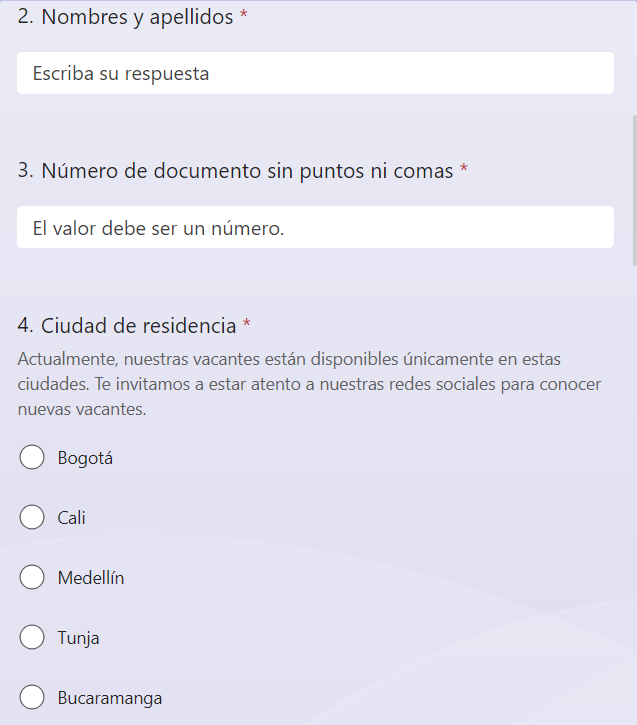 2. Nombres y apellidos *
Escriba su respuesta
3. Número de documento sin puntos ni comas *
El valor debe ser un número.
4. Ciudad de residencia *
Actualmente, nuestras vacantes están disponibles únicamente en estas
ciudades. Te invitamos a estar atento a nuestras redes sociales para conocer
nuevas vacantes.
Bogotá
Cali
Medellín
Tunja
Bucaramanga